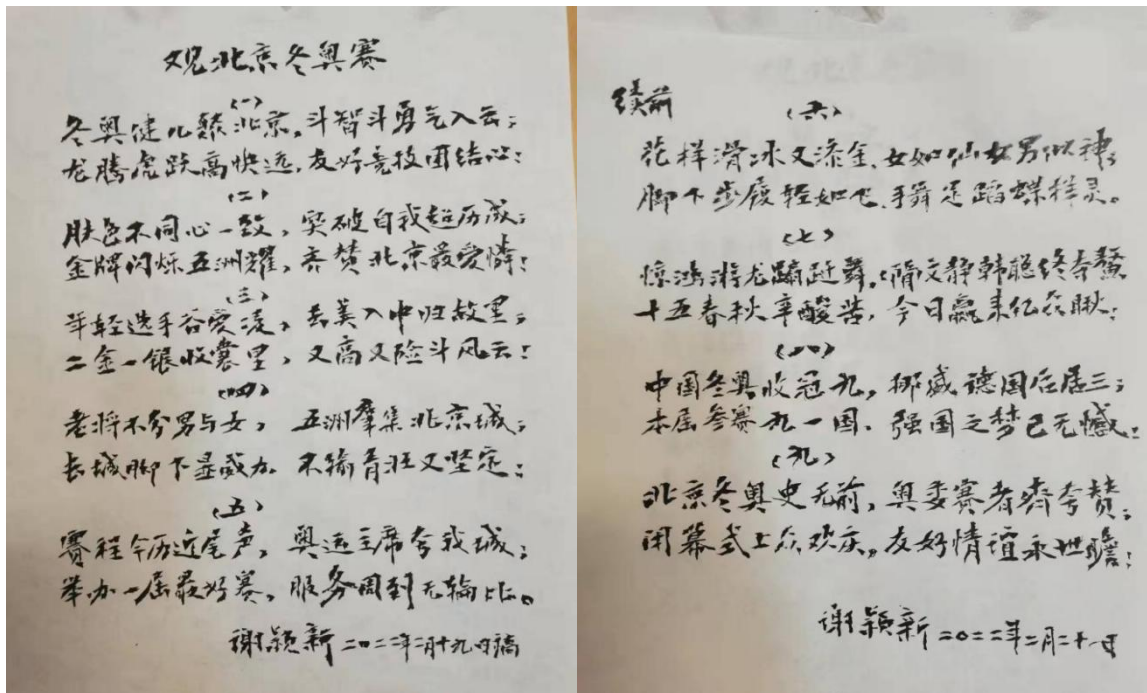 观北京冬奥赛
(一)
冬奥健儿聚北京，斗智斗勇气入云；
龙腾虎跃高快远，友好竞技团结心！
(二)
肤色不同心一致，突破自我超历成；
金牌闪烁五洲耀，齐赞北京最爱憐！
(三)
年轻选手谷爱凌，去美入中归故里；
二金一银收囊里，又高又险斗风云！
(四)
老将不分男与女，五洲羣集北京城；
长城脚下显威力，不输青壮又坚定；
(五)
赛程今历近尾声，奥运主席夸我城；
举办一届最好赛，服务周到无输比。
谢颖新二〇二二年二月十九日稿
续前
(六)
花样滑冰又添金，女如仙女男似神，
脚下步履轻如飞，手舞足蹈蝶样灵。
(七)
惊鸿游龙蹁跹舞，隋文静韩聪终夺鳌
十五春秋辛酸苦，今日赢来亿众瞅；
(八)
中国冬奥收冠九，挪威德国后居三；
本届参赛九一国，强国之梦已无憾！
(九)
北京冬奥史无前，奥委赛者齊夸赞；
闭幕式上众欢庆，友好情谊永世瞻；
谢颖新二〇二二年二月二十一日